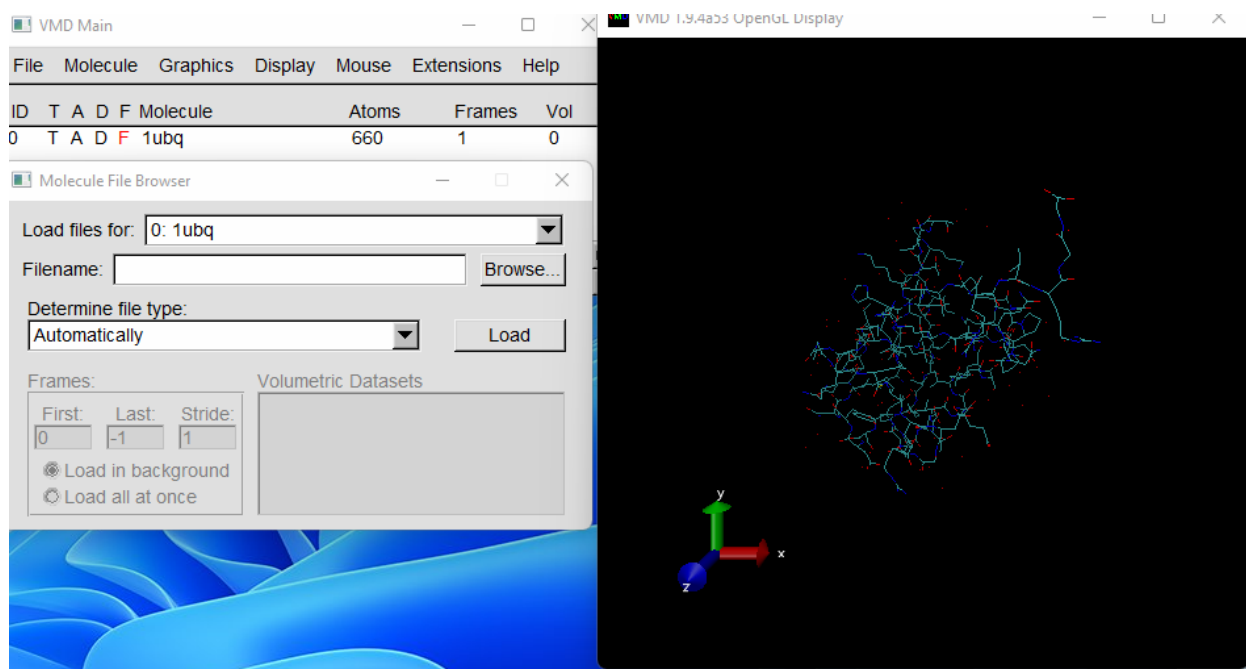 VMD Main
File Molecule Graphics Display Mouse Extensions Help
ID T A D F Molecule Atoms Frames Vol
0 T A D F 1ubq 660 1 0
Molecule File Browser
Load files for: 0: 1ubq
Filename: Browse...
Determine file type:
Automatically Load
Frames: Volumetric Datasets
First: Last: Stride:
0 -1 1
Load in background
Load all at once
VMD 1.9.4a53 OpenGL Display
y
x
z